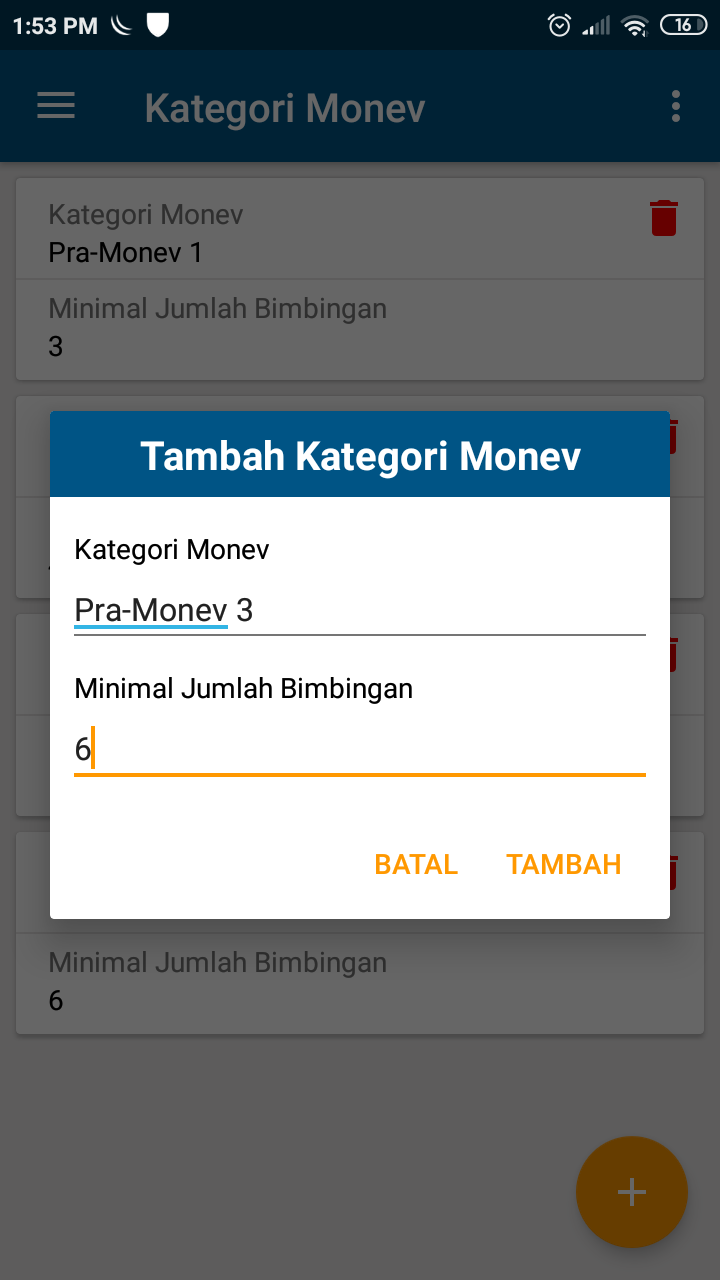 1:53 PM 16
Kategori Monev
Kategori Monev
Pra-Monev 1
Minimal Jumlah Bimbingan
3
Tambah Kategori Monev
Kategori Monev
Pra-Monev 3
Minimal Jumlah Bimbingan
6
BATAL TAMBAH
Minimal Jumlah Bimbingan
6
+